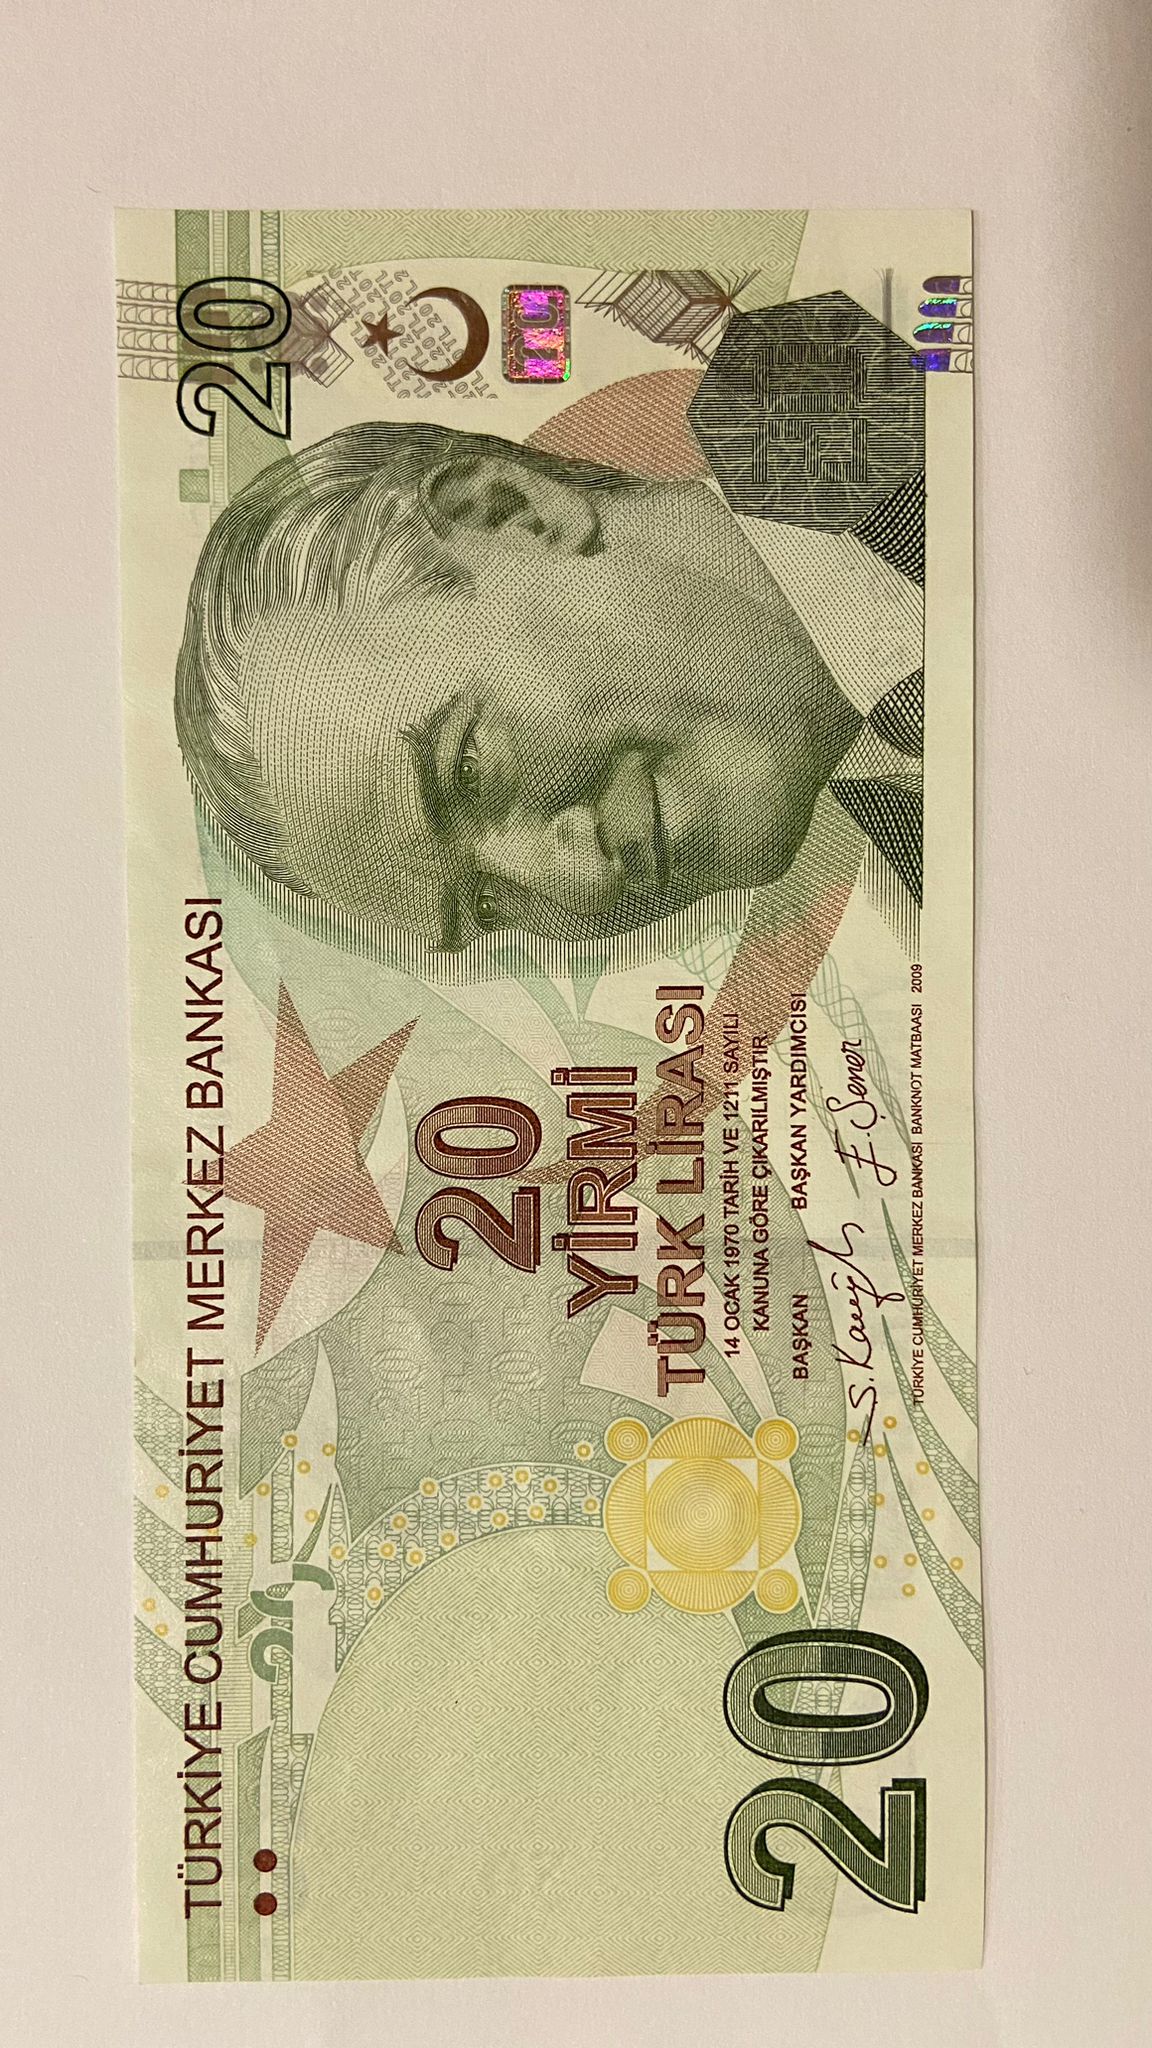 TÜRKİYE CUMHURİYET MERKEZ BANKASI
20
20
YİRMİ
TÜRK LİRASI
14 OCAK 1970 TARİH VE 1211 SAYILI
KANUNA GÖRE ÇIKARILMIŞTIR.
BAŞKAN BAŞKAN YARDIMCISI
E. Şener
TÜRKİYE CUMHURİYET MERKEZ BANKASI BANKNOT MATBAASI 2009
20